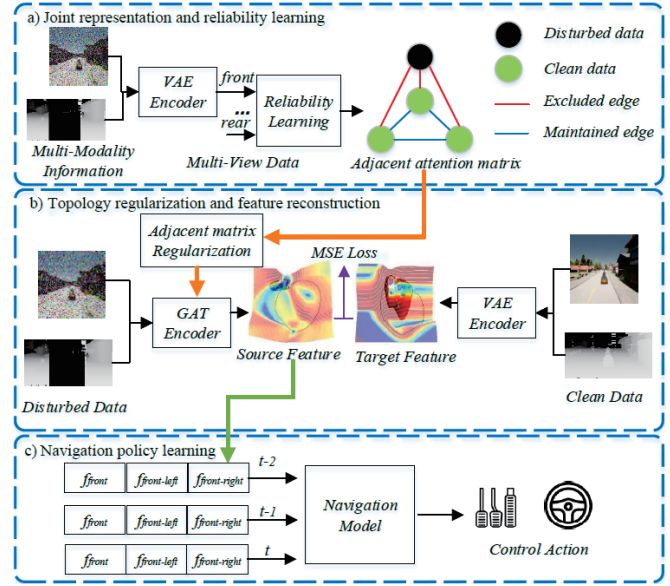 a) Joint representation and reliability learning
Disturbed data
Clean data
Excluded edge
Maintained edge
VAE
Encoder
front
...
rear
Reliability
Learning
Multi-Modality
Information
Multi-View Data
Adjacent attention matrix
b) Topology regularization and feature reconstruction
Adjacent matrix
Regularization
MSE Loss
GAT
Encoder
VAE
Encoder
Source Feature
Target Feature
Disturbed Data
Clean Data
c) Navigation policy learning
ffront
ffront-left
ffront-right
t-2
ffront
ffront-left
ffront-right
t-1
ffront
ffront-left
ffront-right
t
Navigation
Model
Control Action